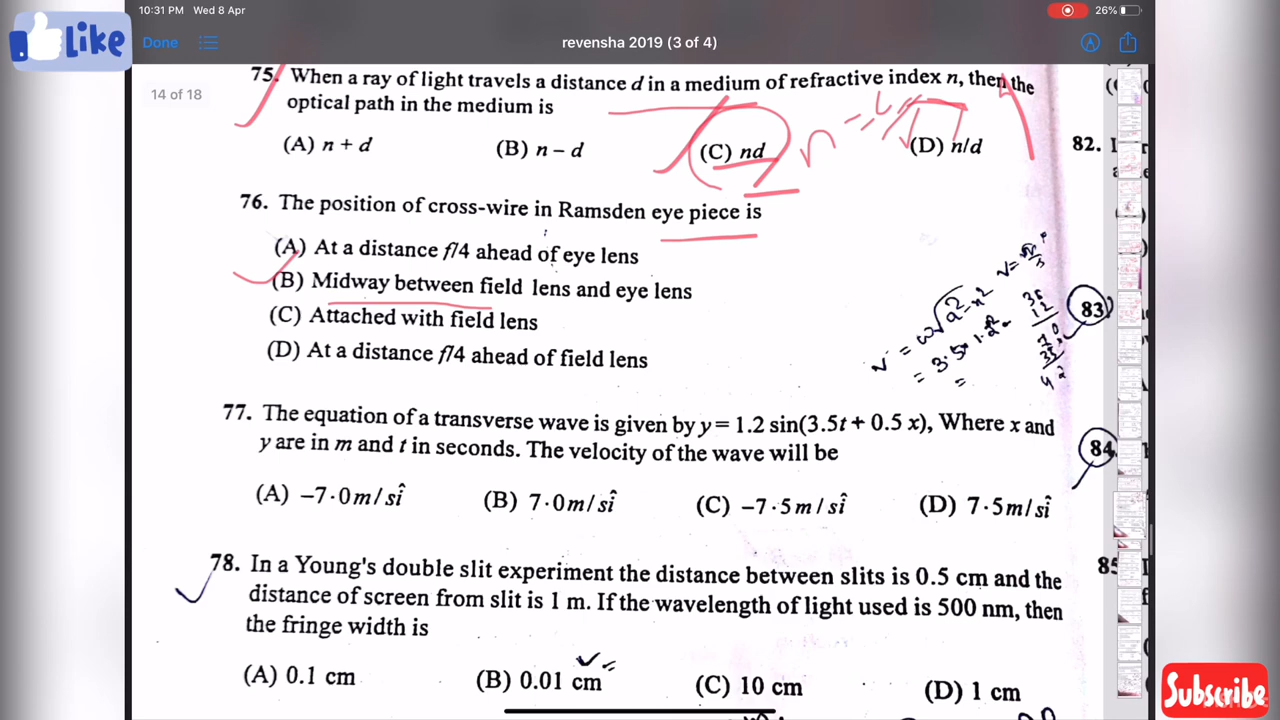 10:31 PM Wed 8 Apr
26%
Like
Done
revensha 2019 (3 of 4)
14 of 18
75. When a ray of light travels a distance d in a medium of refractive index n, then the
optical path in the medium is
(A) n + d (B) n – d (C) nd (D) n/d
82.
76. The position of cross-wire in Ramsden eye piece is
(A) At a distance f/4 ahead of eye lens
(B) Midway between field lens and eye lens
(C) Attached with field lens
(D) At a distance f/4 ahead of field lens
83
77. The equation of a transverse wave is given by y = 1.2 sin(3.5t + 0.5 x), Where x and
y are in m and t in seconds. The velocity of the wave will be
84.
(A) −7·0m/sî (B) 7·0m/sî (C) −7·5m/sî (D) 7·5m/sî
78. In a Young's double slit experiment the distance between slits is 0.5 cm and the
distance of screen from slit is 1 m. If the wavelength of light used is 500 nm, then
the fringe width is
85
(A) 0.1 cm (B) 0.01 cm (C) 10 cm (D) 1 cm
Subscribe